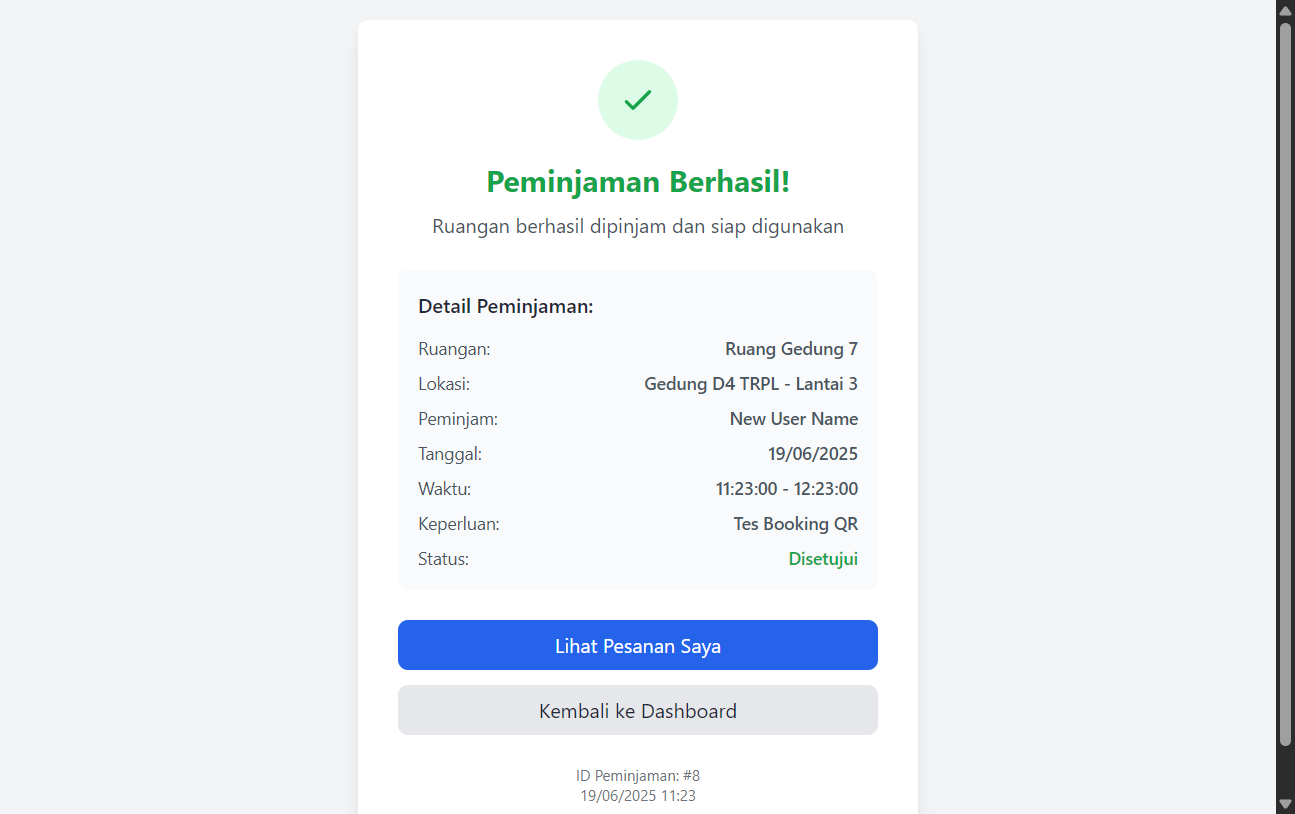 Peminjaman Berhasil!
Ruangan berhasil dipinjam dan siap digunakan
Detail Peminjaman:
Ruangan: Ruang Gedung 7
Lokasi: Gedung D4 TRPL - Lantai 3
Peminjam: New User Name
Tanggal: 19/06/2025
Waktu: 11:23:00 - 12:23:00
Keperluan: Tes Booking QR
Status: Disetujui
Lihat Pesanan Saya
Kembali ke Dashboard
ID Peminjaman: #8
19/06/2025 11:23